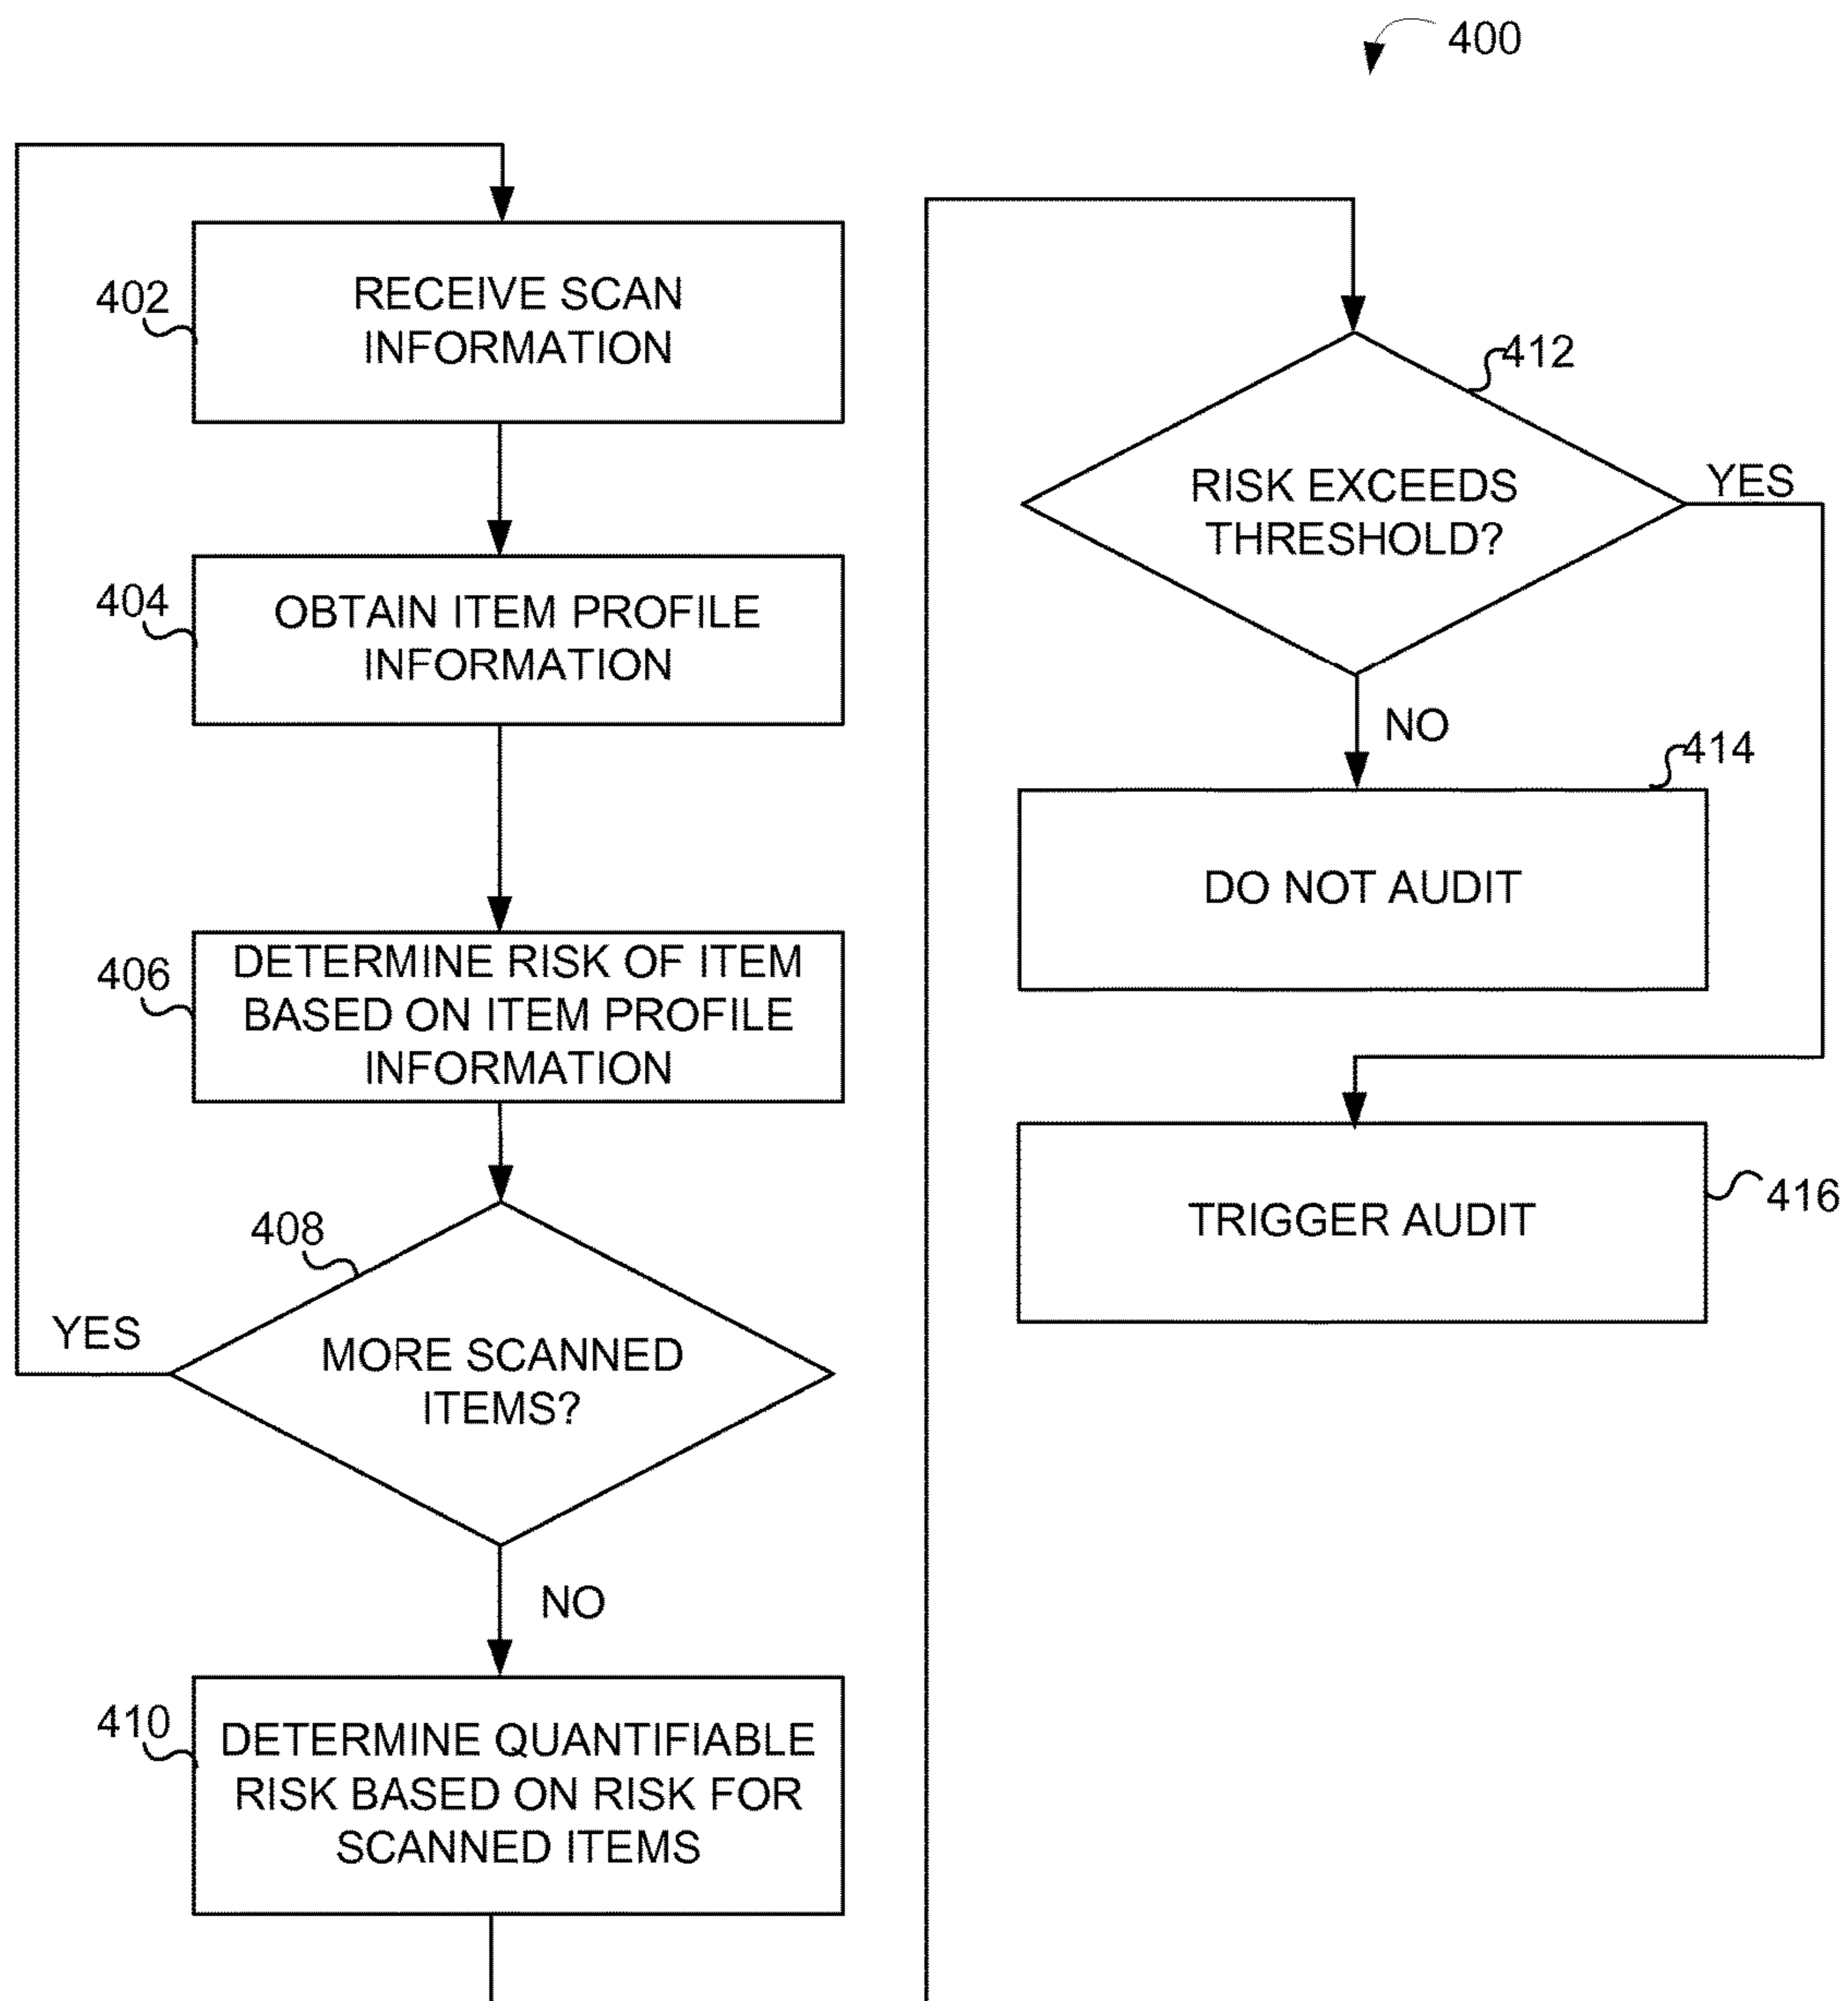 400
402
RECEIVE SCAN
INFORMATION
404
OBTAIN ITEM PROFILE
INFORMATION
406
DETERMINE RISK OF ITEM
BASED ON ITEM PROFILE
INFORMATION
408
YES
MORE SCANNED
ITEMS?
NO
410
DETERMINE QUANTIFIABLE
RISK BASED ON RISK FOR
SCANNED ITEMS
412
RISK EXCEEDS
THRESHOLD?
YES
NO
414
DO NOT AUDIT
TRIGGER AUDIT
416